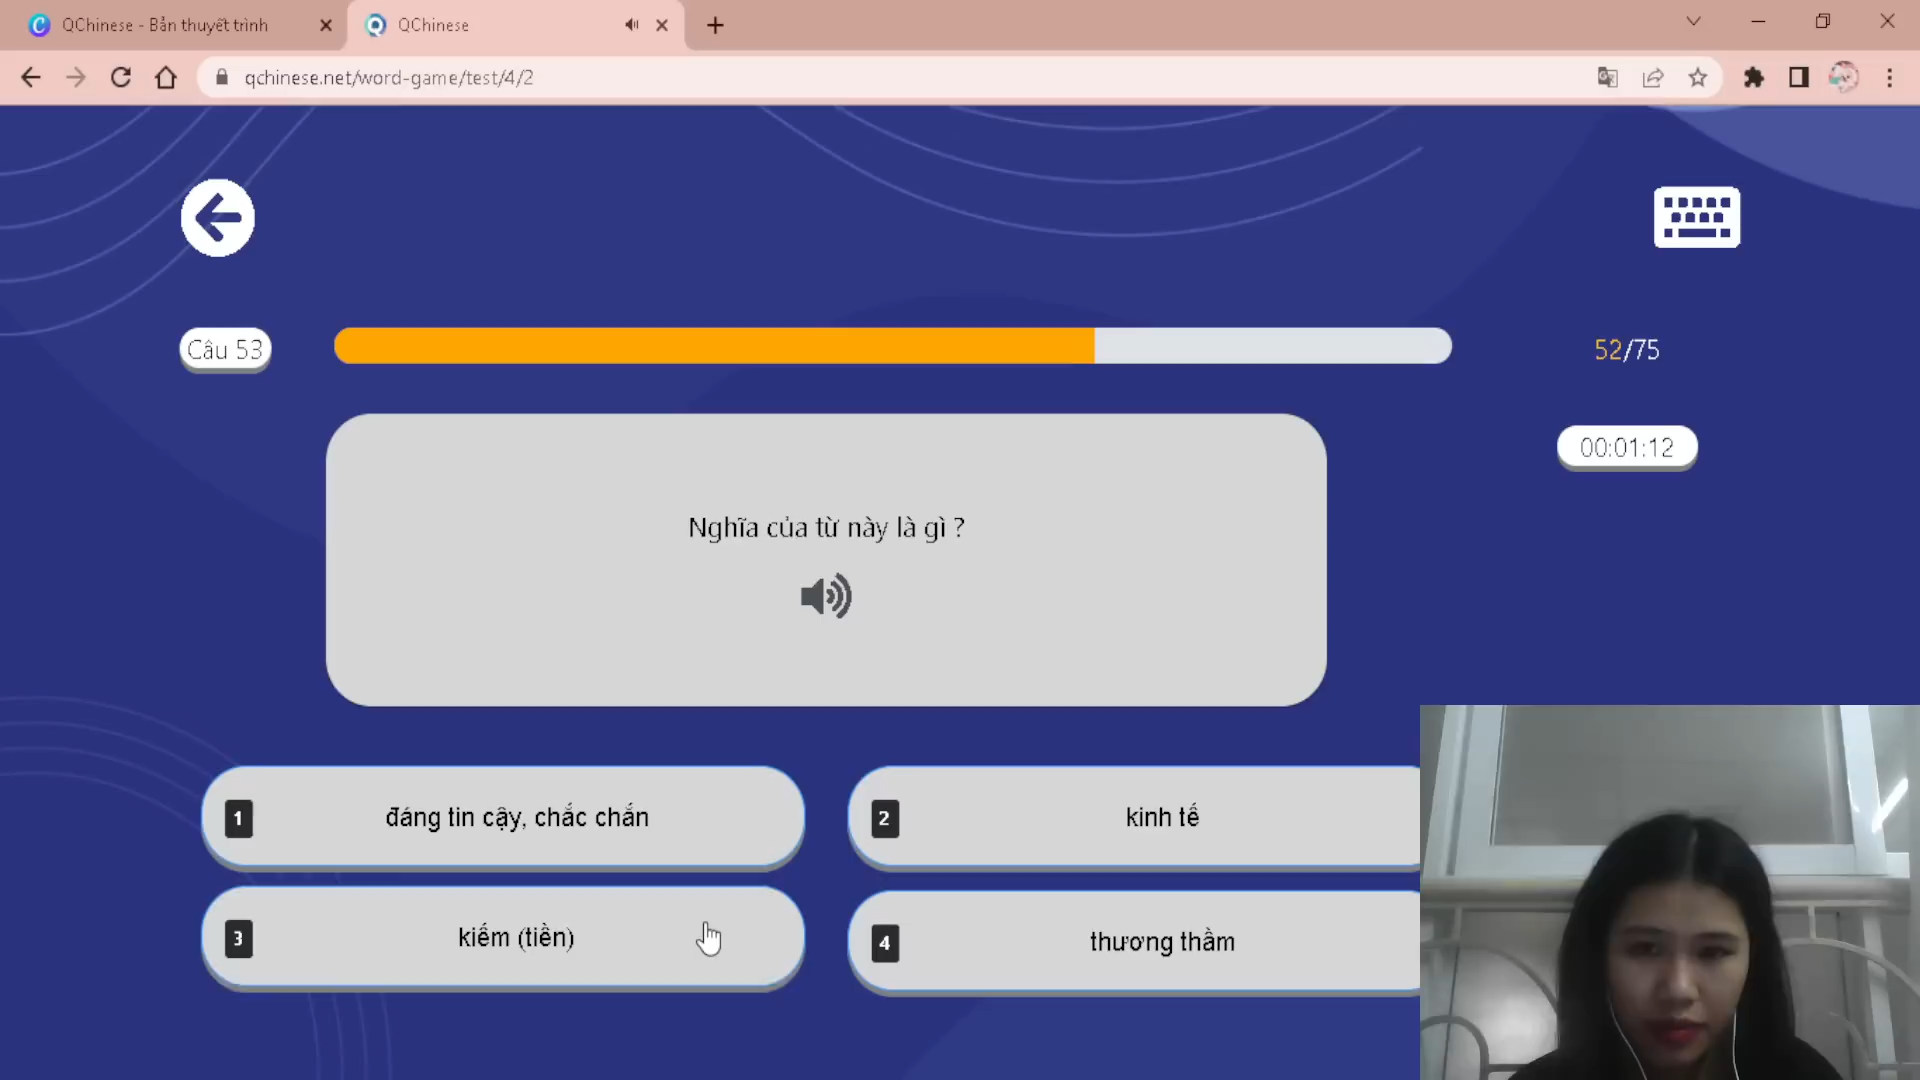 QChinese - Bản thuyết trình
QChinese
qchinese.net/word-game/test/4/2
Câu 53
52/75
00:01:12
Nghĩa của từ này là gì ?
1 đáng tin cậy, chắc chắn
2 kinh tế
3 kiếm (tiền)
4 thương thầm